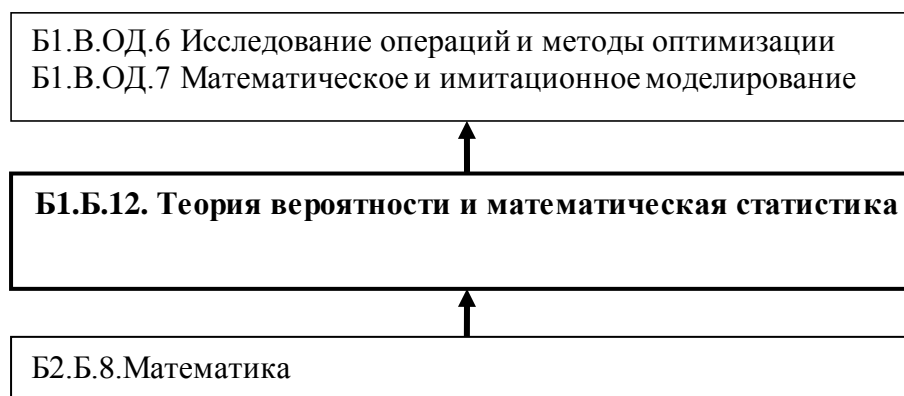 Б1.В.ОД.6 Исследование операций и методы оптимизации
Б1.В.ОД.7 Математическое и имитационное моделирование
Б1.Б.12. Теория вероятности и математическая статистика
Б2.Б.8.Математика